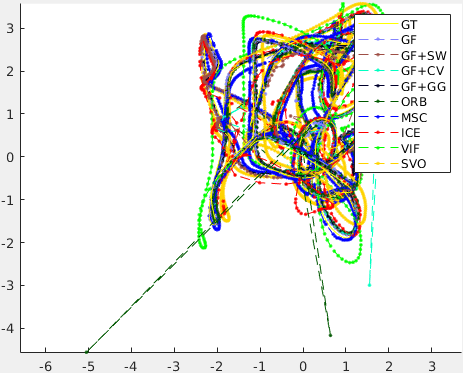 3
2
1
0
-1
-2
-3
-4
-6 -5 -4 -3 -2 -1 0 1 2 3
GT
GF
GF+SW
GF+CV
GF+GG
ORB
MSC
ICE
VIF
SVO